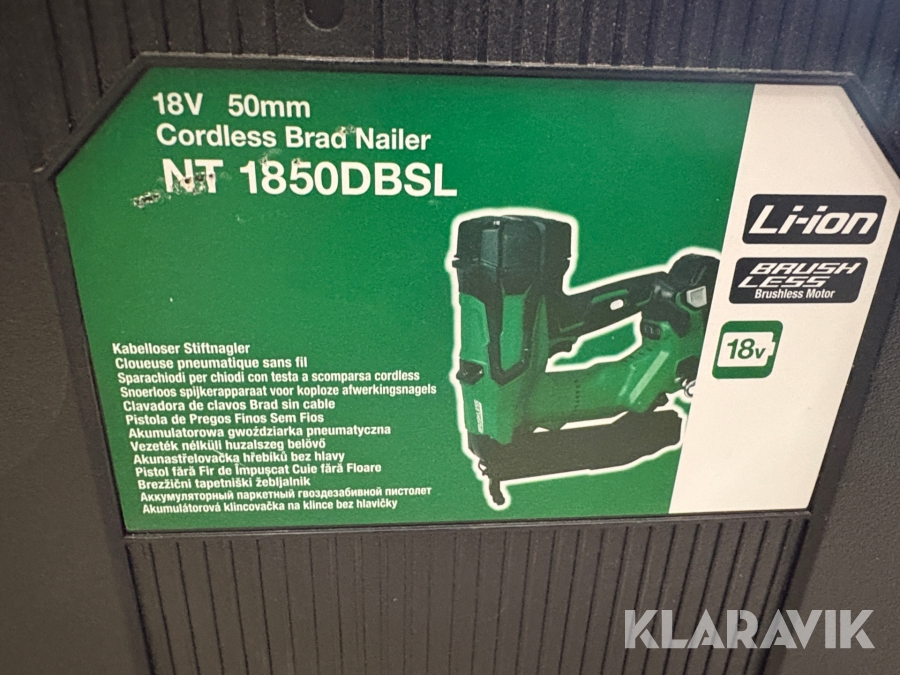 18V 50mm
Cordless Brad Nailer
NT 1850DBSL
Li-ion
BRUSH
LESS
Brushless Motor
18v
Kabelloser Stiftnagler
Cloueuse pneumatique sans fil
Sparachiodi per chiodi con testa a scomparsa cordless
Snoerloos spijkerapparaat voor koploze afwerkingsnagels
Clavadora de clavos Brad sin cable
Pistola de Pregos Finos Sem Fios
Akumulatorowa gwoździarka pneumatyczna
Vezeték nélküli huzalszeg belövő
Akunastřelovačka hřebíků bez hlavy
Pistol fără Fir de Împușcat Cuie fără Floare
Brezžični tapetniški žebljalnik
Аккумуляторный паркетный гвоздезабивной пистолет
Akumulátorová klincovačka na klince bez hlavičky
KLARAVIK